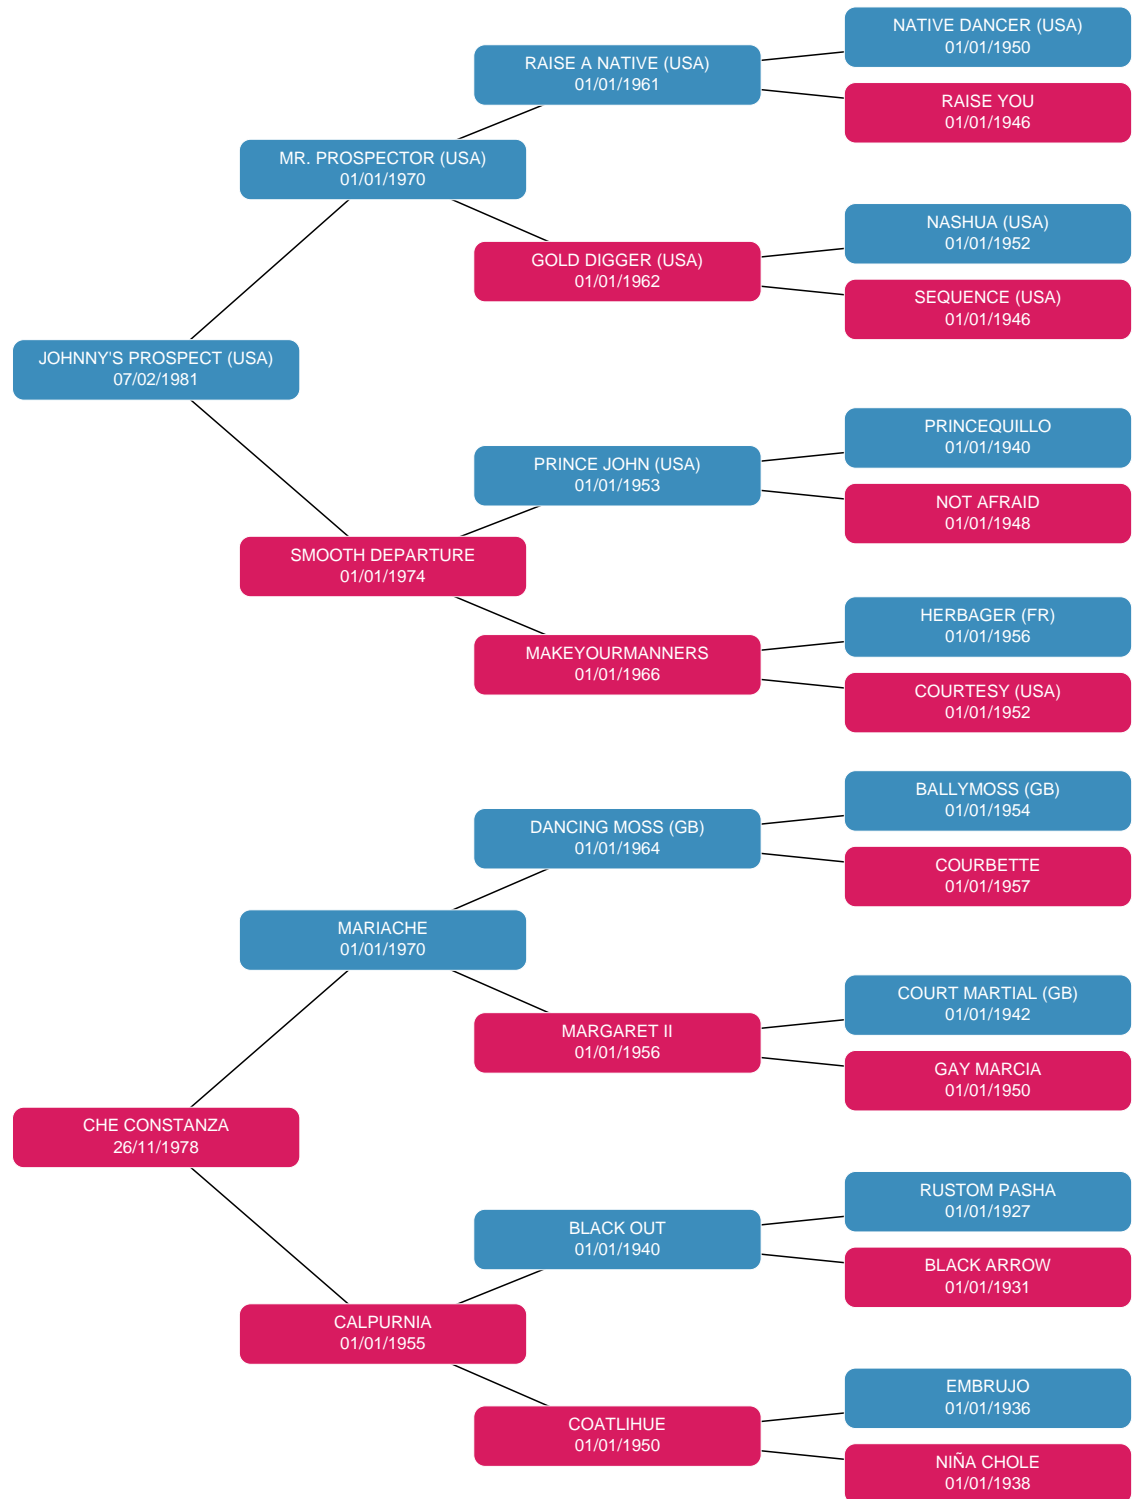 NATIVE DANCER (USA)
01/01/1950
RAISE A NATIVE (USA)
01/01/1961
RAISE YOU
01/01/1946
MR. PROSPECTOR (USA)
01/01/1970
NASHUA (USA)
01/01/1952
GOLD DIGGER (USA)
01/01/1962
SEQUENCE (USA)
01/01/1946
JOHNNY'S PROSPECT (USA)
07/02/1981
PRINCEQUILLO
01/01/1940
PRINCE JOHN (USA)
01/01/1953
NOT AFRAID
01/01/1948
SMOOTH DEPARTURE
01/01/1974
HERBAGER (FR)
01/01/1956
MAKEYOURMANNERS
01/01/1966
COURTESY (USA)
01/01/1952
BALLYMOSS (GB)
01/01/1954
DANCING MOSS (GB)
01/01/1964
COURBETTE
01/01/1957
MARIACHE
01/01/1970
COURT MARTIAL (GB)
01/01/1942
MARGARET II
01/01/1956
GAY MARCIA
01/01/1950
CHE CONSTANZA
26/11/1978
RUSTOM PASHA
01/01/1927
BLACK OUT
01/01/1940
BLACK ARROW
01/01/1931
CALPURNIA
01/01/1955
EMBRUJO
01/01/1936
COATLIHUE
01/01/1950
NIÑA CHOLE
01/01/1938